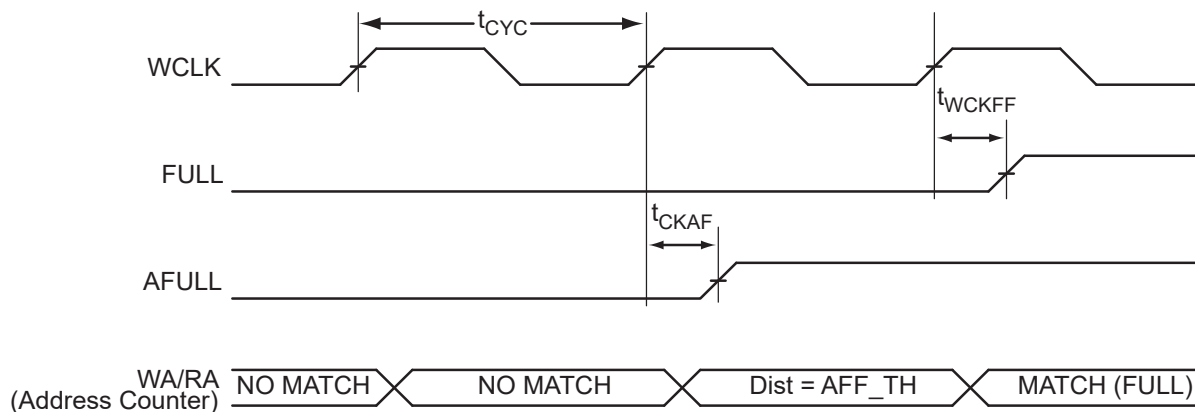 tCYC
WCLK
tWCKFF
FULL
tCKAF
AFULL
WA/RA
(Address Counter)
NO MATCH
NO MATCH
Dist = AFF_TH
MATCH (FULL)